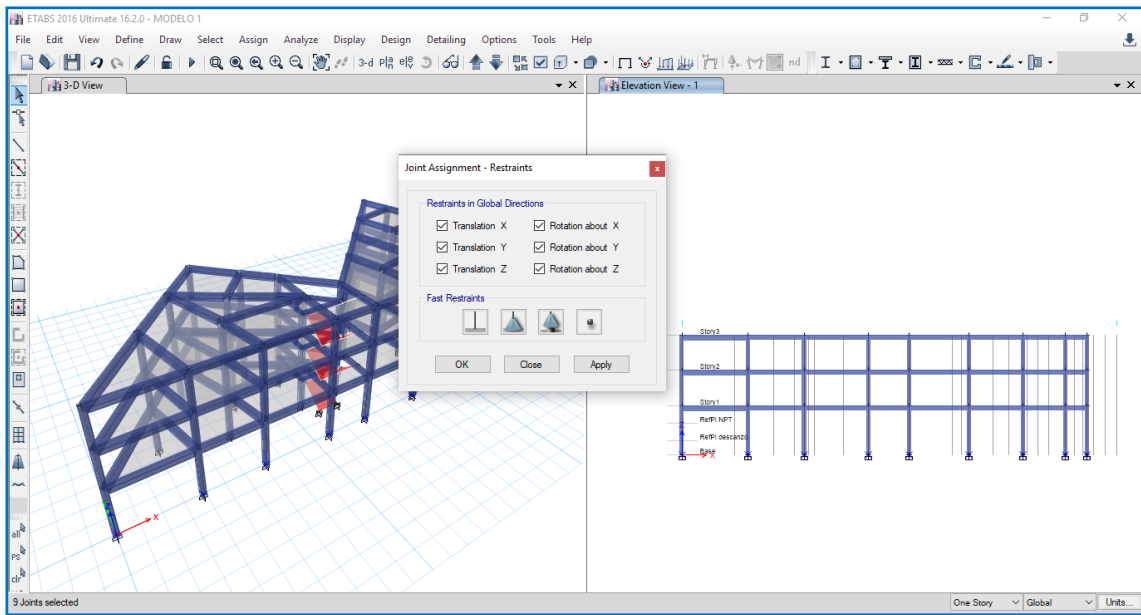 ETABS 2016 Ultimate 16.2.0 - MODELO 1
File Edit View Define Draw Select Assign Analyze Display Design Detailing Options Tools Help
3-d nd
3-D View
Elevation View - 1
Joint Assignment - Restraints
x
Restraints in Global Directions
Translation X Rotation about X
Translation Y Rotation about Y
Translation Z Rotation about Z
Fast Restraints
OK Close Apply
X
Story3
Story2
Story1
RefPl NPT
RefPl descanzo
Z
Base
X
all
ps
clr
9 Joints selected
One Story Global Units...